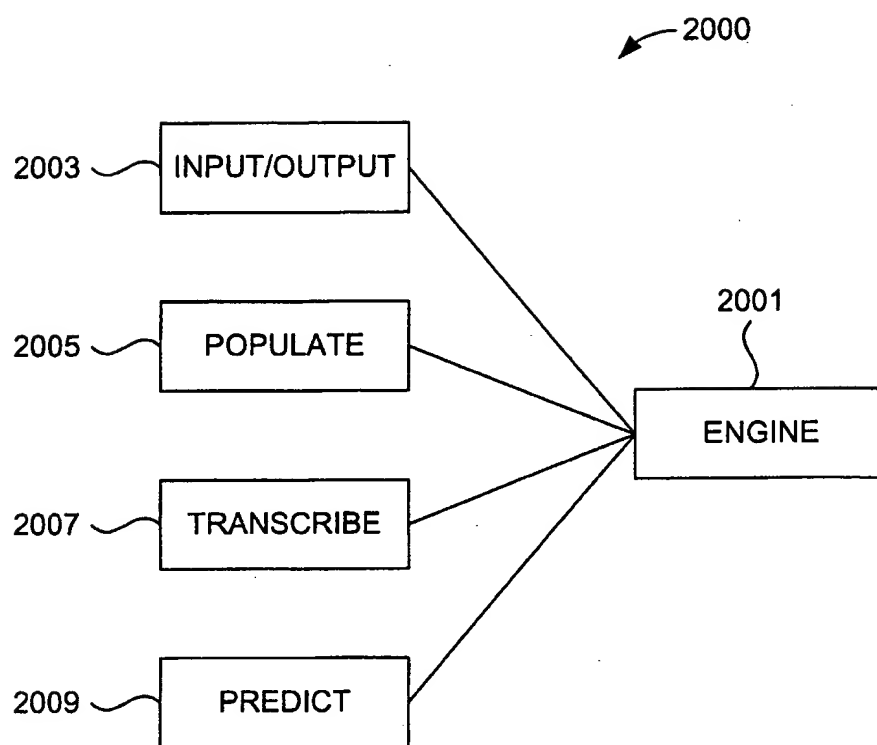 2000
2003
INPUT/OUTPUT
2001
2005
POPULATE
ENGINE
2007
TRANSCRIBE
2009
PREDICT